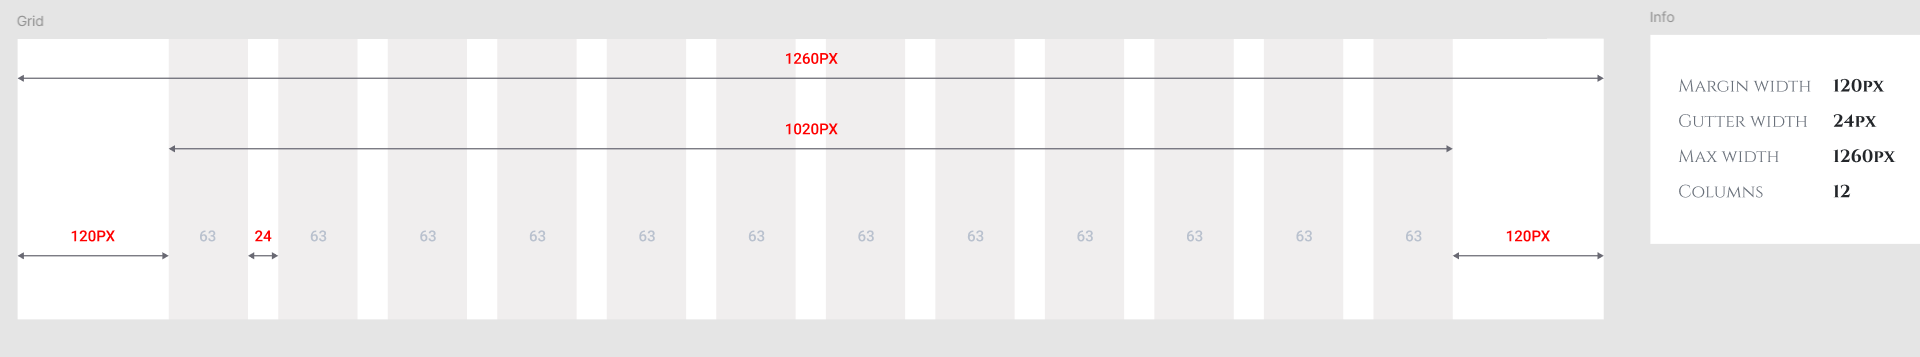 Grid
1260PX
1020PX
120PX 63 24 63 63 63 63 63 63 63 63 63 63 63 120PX
Info
Margin width 120px
Gutter width 24px
Max width 1260px
Columns 12